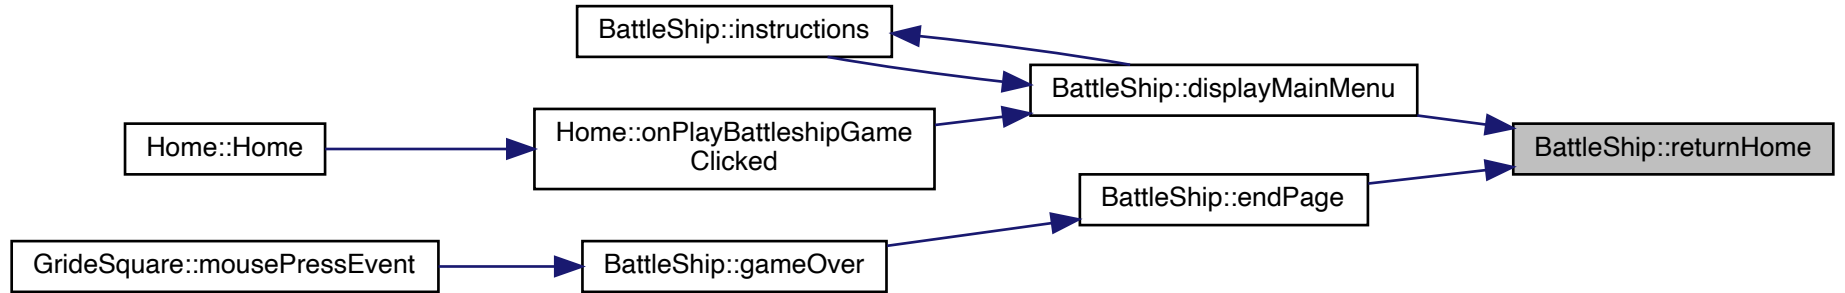 BattleShip::instructions
BattleShip::displayMainMenu
Home::onPlayBattleshipGame
Clicked
Home::Home
BattleShip::returnHome
BattleShip::endPage
GrideSquare::mousePressEvent
BattleShip::gameOver